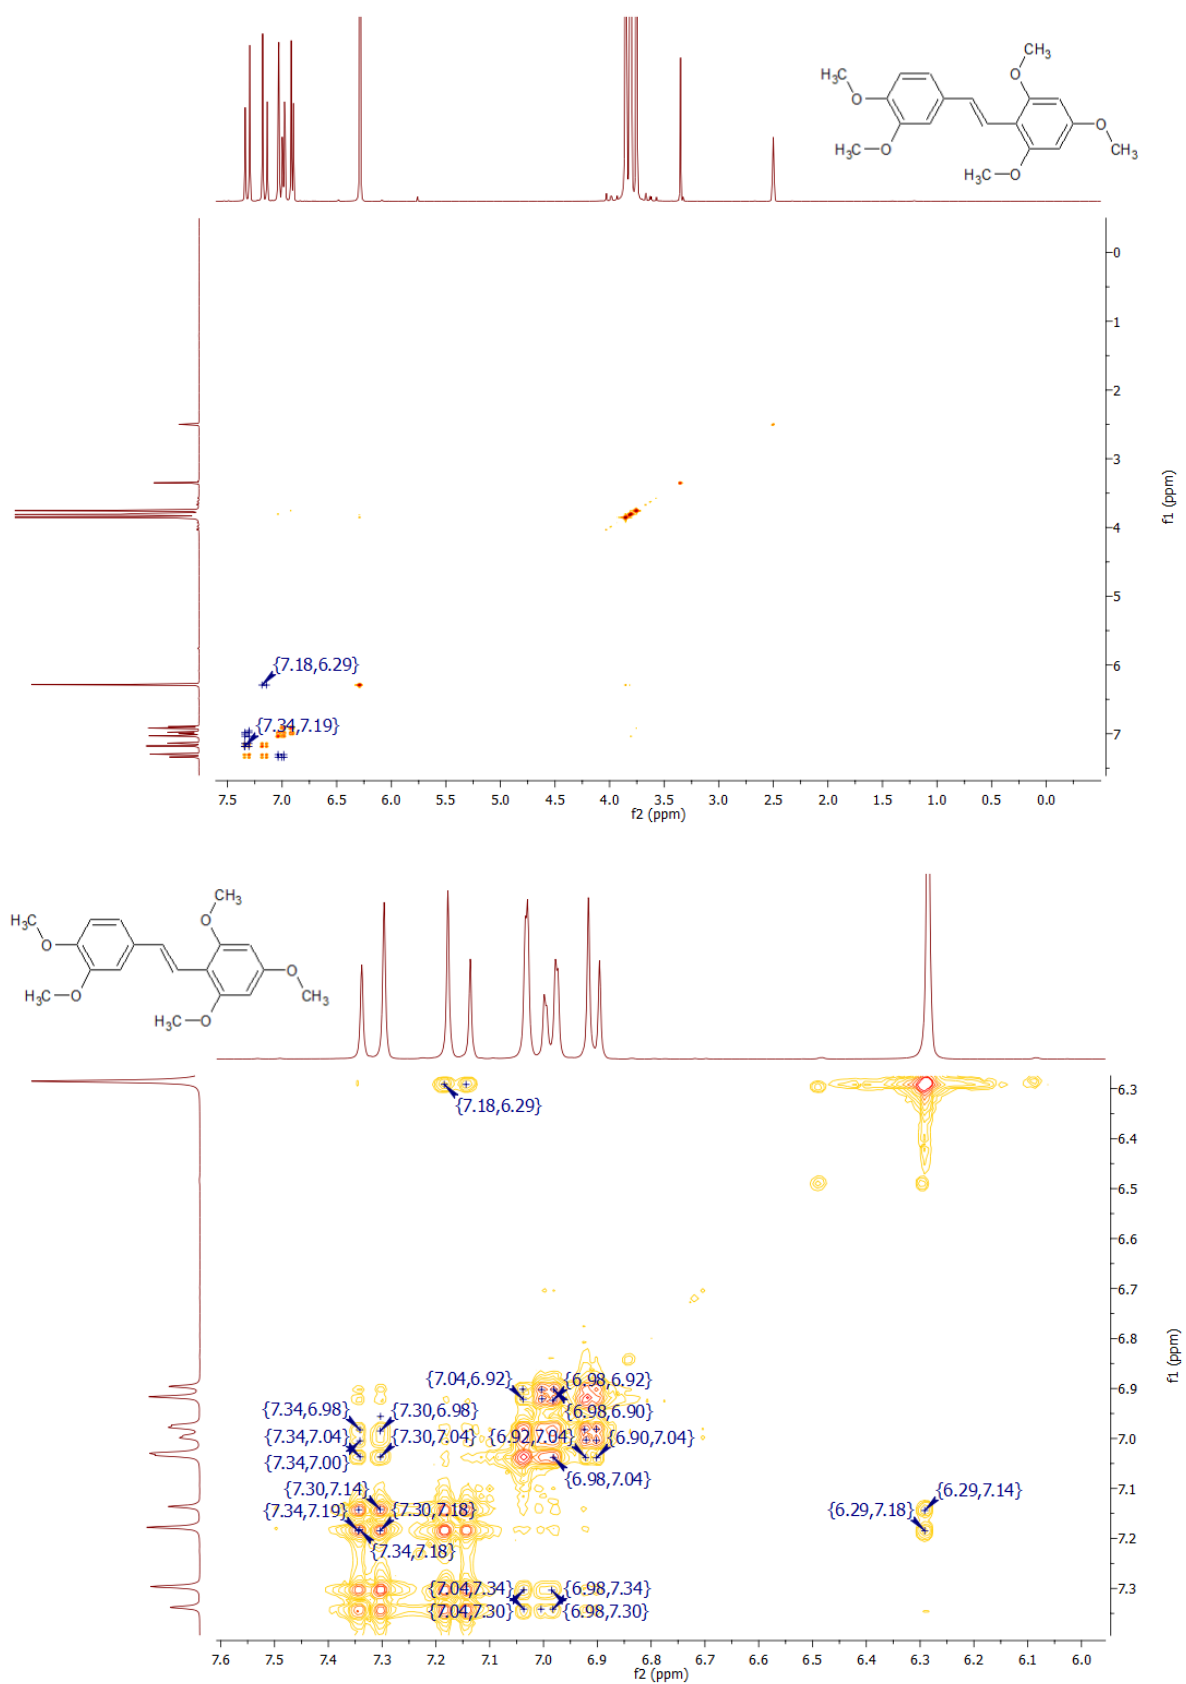 CH₃
H₃C
O
O
O
O
CH₃
H₃C—O
H₃C—O
0
1
2
3
4
5
6
7
f1 (ppm)
{7.18,6.29}
{7.34,7.19}
7.5 7.0 6.5 6.0 5.5 5.0 4.5 4.0 3.5 3.0 2.5 2.0 1.5 1.0 0.5 0.0
f2 (ppm)
CH₃
H₃C
O
O
O
O
CH₃
H₃C—O
H₃C—O
{7.18,6.29}
6.3
6.4
6.5
6.6
6.7
6.8
6.9
7.0
7.1
7.2
7.3
f1 (ppm)
{7.04,6.92} {6.98,6.92}
{7.34,6.98} {7.30,6.98} {6.98,6.90}
{7.34,7.04} {7.30,7.04} {6.92,7.04} {6.90,7.04}
{7.34,7.00}
{6.98,7.04}
{7.30,7.14} {6.29,7.14}
{7.34,7.19} {7.30,7.18} {6.29,7.18}
{7.34,7.18}
{7.04,7.34} {6.98,7.34}
{7.04,7.30} {6.98,7.30}
7.6 7.5 7.4 7.3 7.2 7.1 7.0 6.9 6.8 6.7 6.6 6.5 6.4 6.3 6.2 6.1 6.0
f2 (ppm)